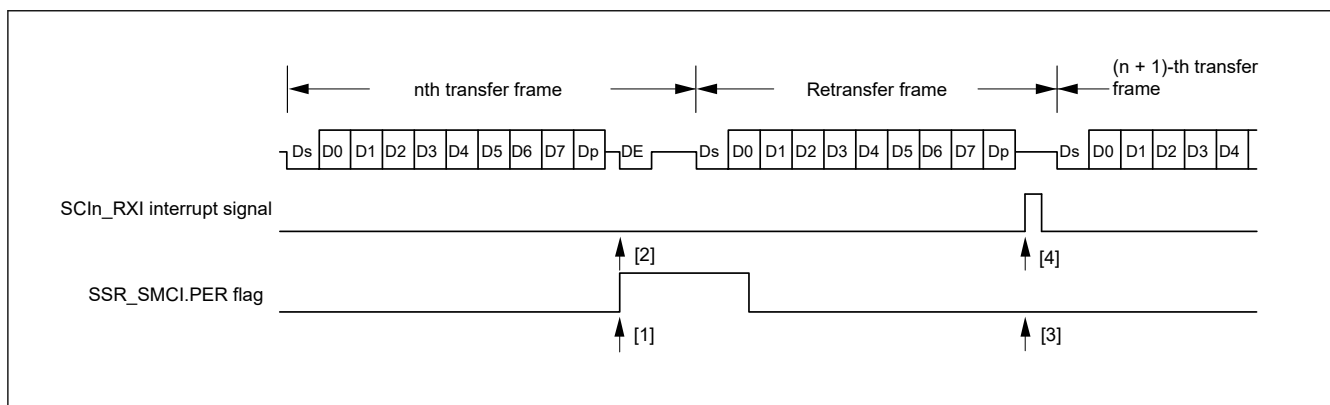 nth transfer frame
Retransfer frame
(n + 1)-th transfer
frame
Ds D0 D1 D2 D3 D4 D5 D6 D7 Dp DE Ds D0 D1 D2 D3 D4 D5 D6 D7 Dp Ds D0 D1 D2 D3 D4
SCIn_RXI interrupt signal
[2] [4]
SSR_SMCI.PER flag
[1] [3]